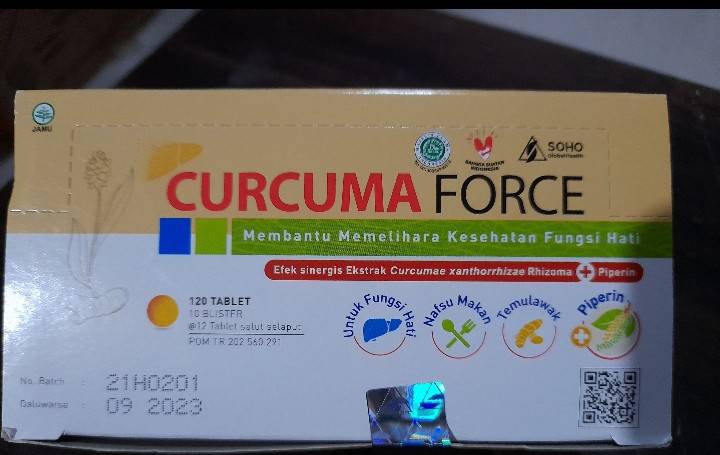 JAMU
SOHO
Global Health
CURCUMA FORCE
Membantu Memelihara Kesehatan Fungsi Hati
Efek sinergis Ekstrak Curcumae xanthorrhizae Rhizoma + Piperin
120 TABLET
10 BLISTER
@12 Tablet salut selaput
POM TR 202 560 291
Untuk Fungsi Hati
Nafsu Makan
Temulawak
+ Piperin
No. Batch : 21H0201
Daluwarsa : 09 2023